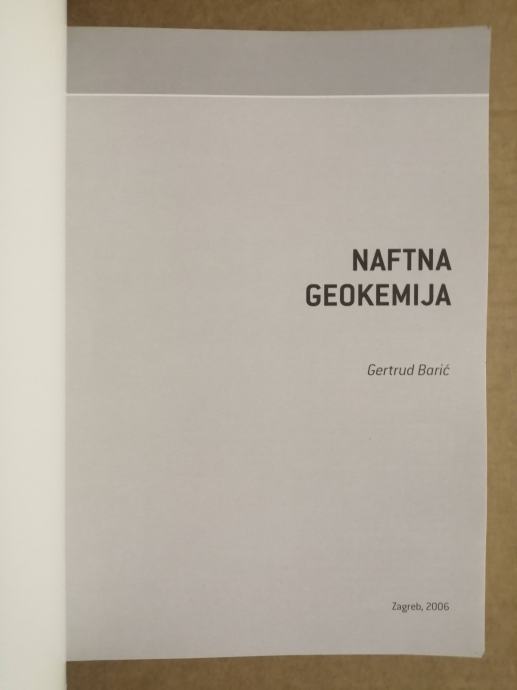 NAFTNA
GEOKEMIJA
Gertrud Barić
Zagreb, 2006